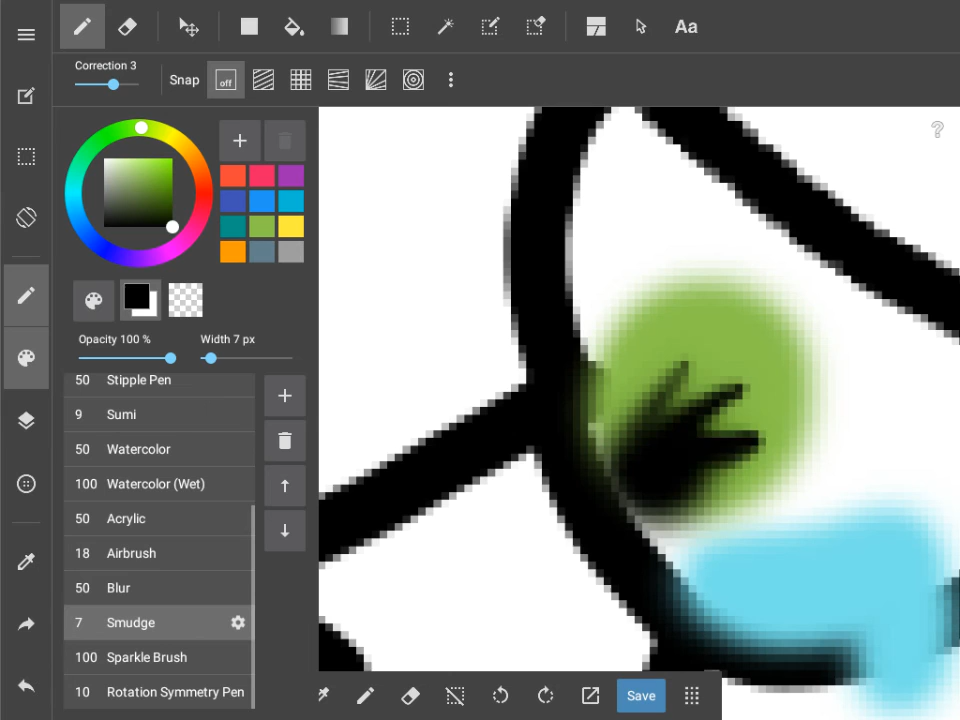 Aa
Correction 3
Snap
off
?
Opacity 100 %
Width 7 px
50 Stipple Pen
9 Sumi
50 Watercolor
100 Watercolor (Wet)
50 Acrylic
18 Airbrush
50 Blur
7 Smudge
100 Sparkle Brush
10 Rotation Symmetry Pen
Save